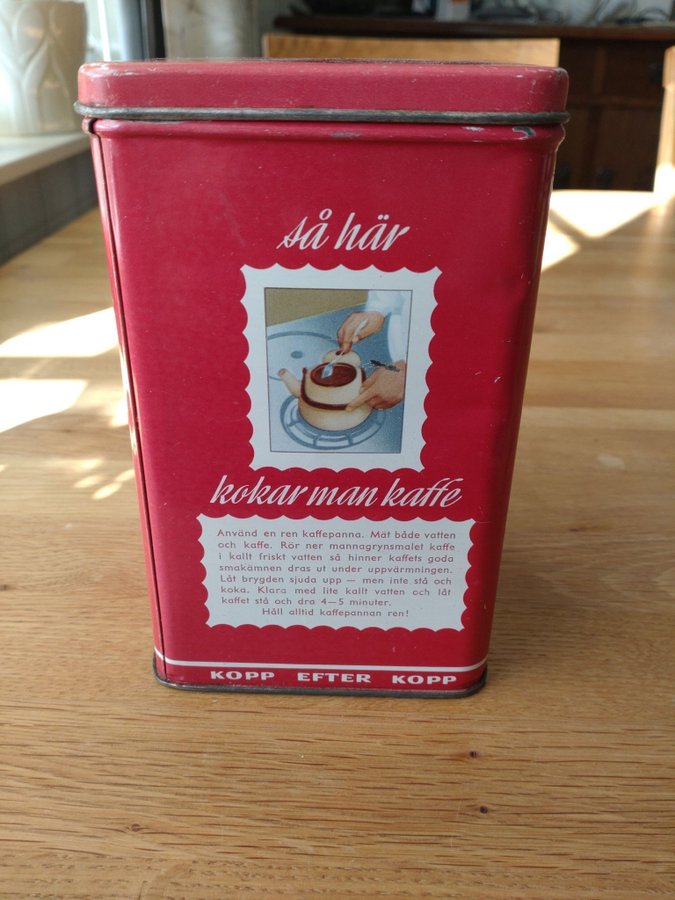 så här
kokar man kaffe
Använd en ren kaffepanna. Mät både vatten
och kaffe. Rör ner mannagrynsmalet kaffe
i kallt friskt vatten så hinner kaffets goda
smakämnen dras ut under uppvärmningen.
Låt brygden sjuda upp — men inte stå och
koka. Klara med lite kallt vatten och låt
kaffet stå och dra 4—5 minuter.
Håll alltid kaffepannan ren!
KOPP EFTER KOPP